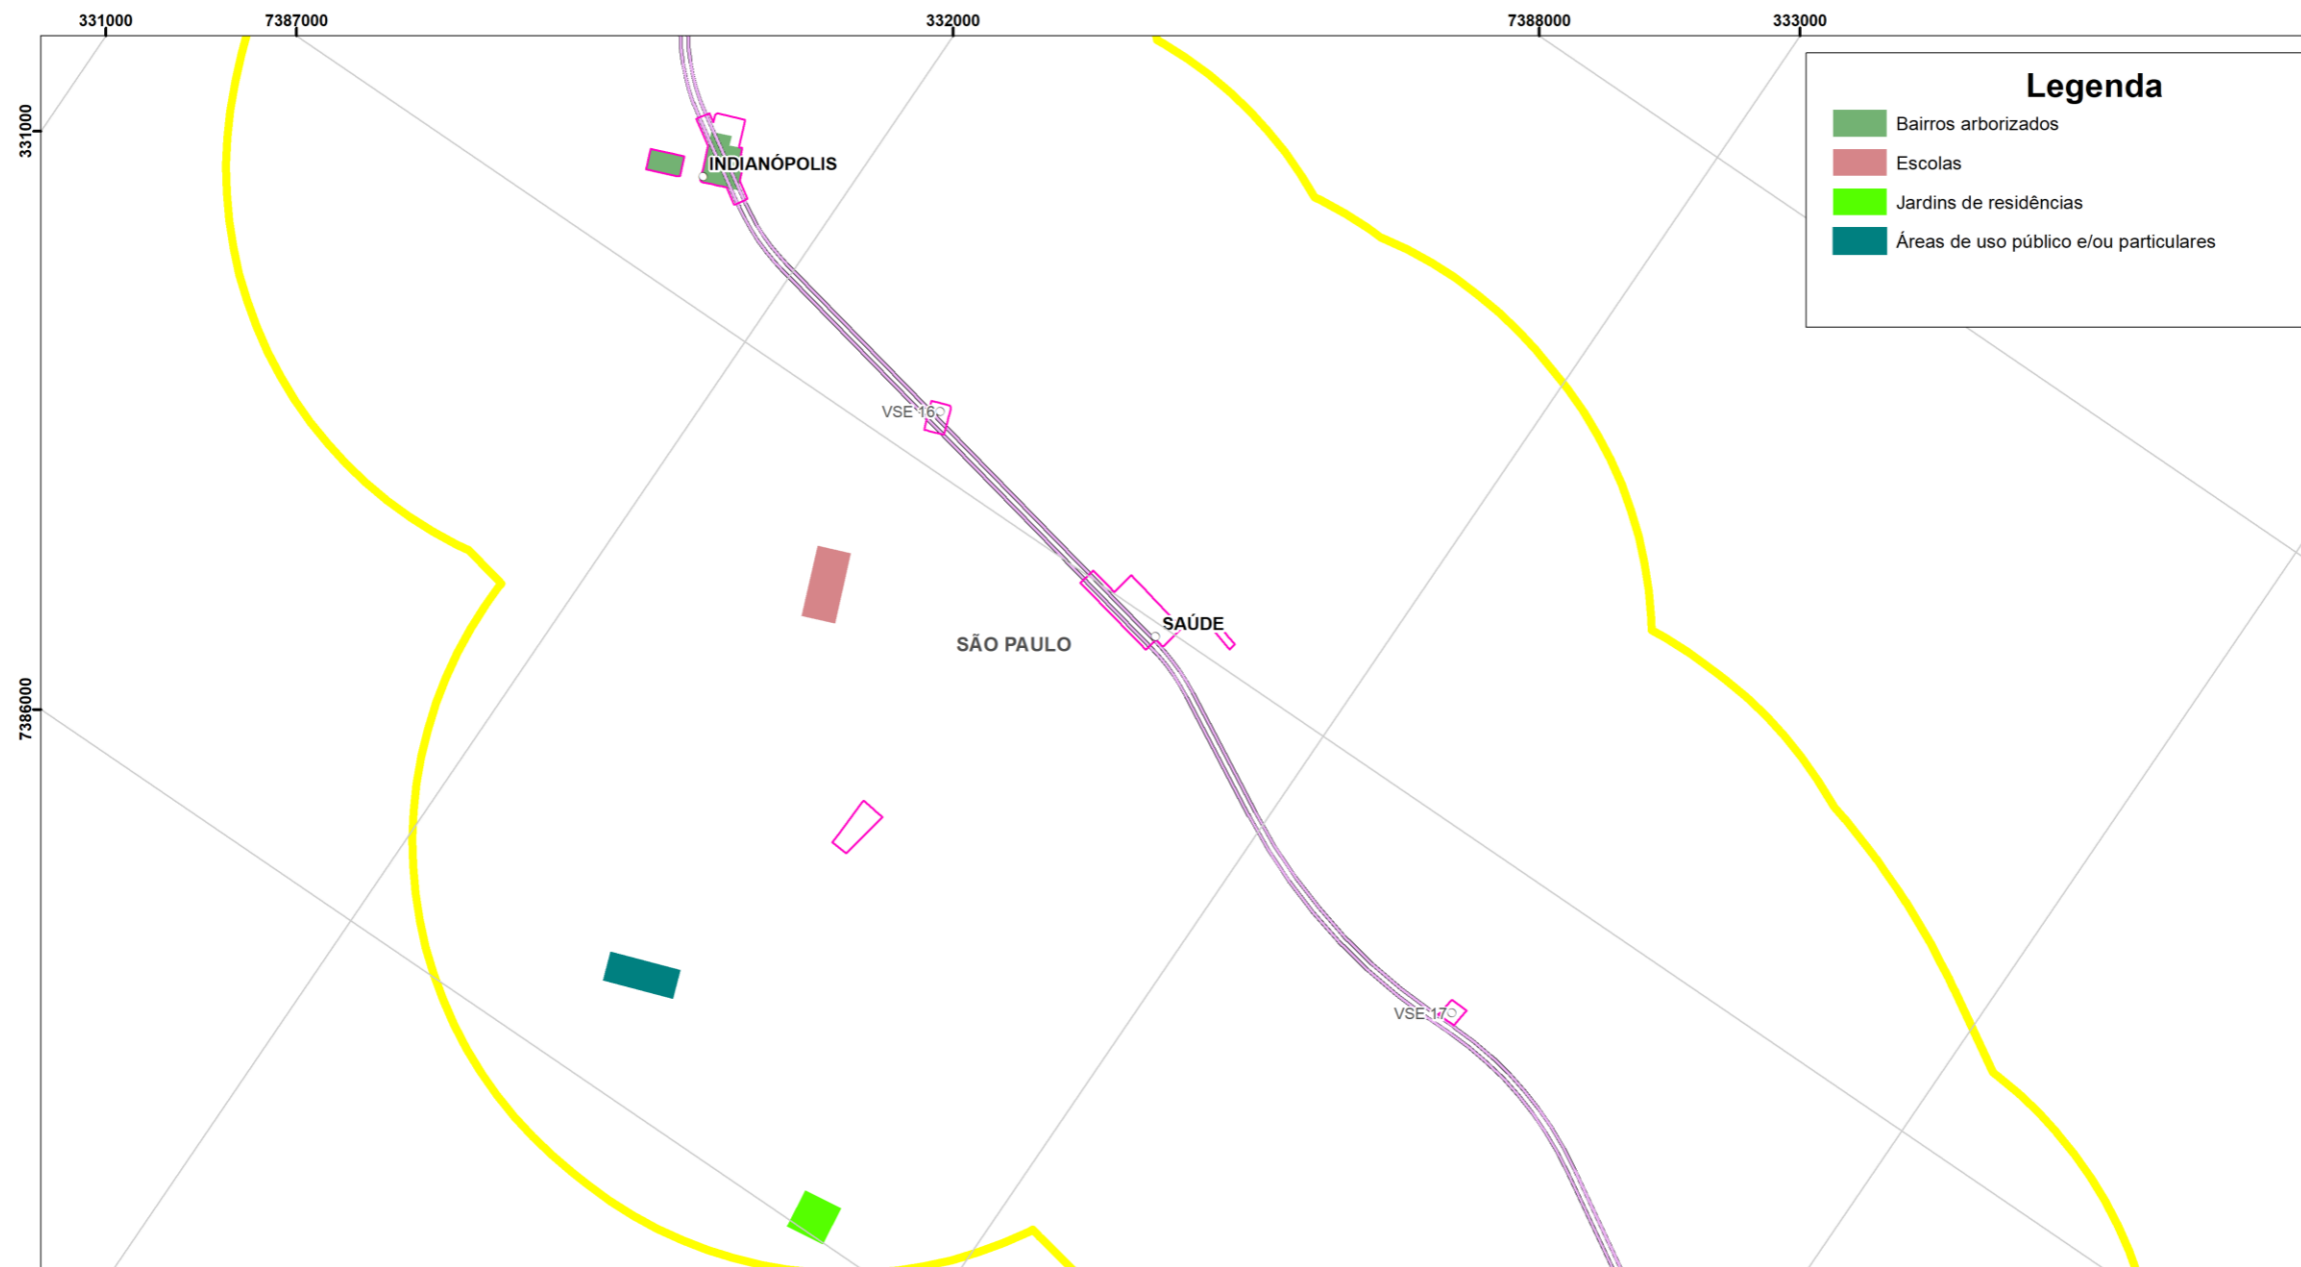 331000
7387000
332000
7388000
333000
331000
7386000
Legenda
Bairros arborizados
Escolas
Jardins de residências
Áreas de uso público e/ou particulares
INDIANÓPOLIS
VSE 16
SAÚDE
SÃO PAULO
VSE 17